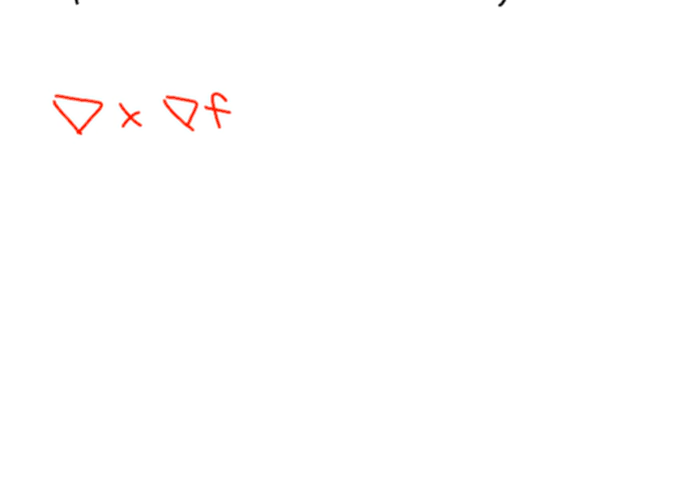 ∇ × ∇f